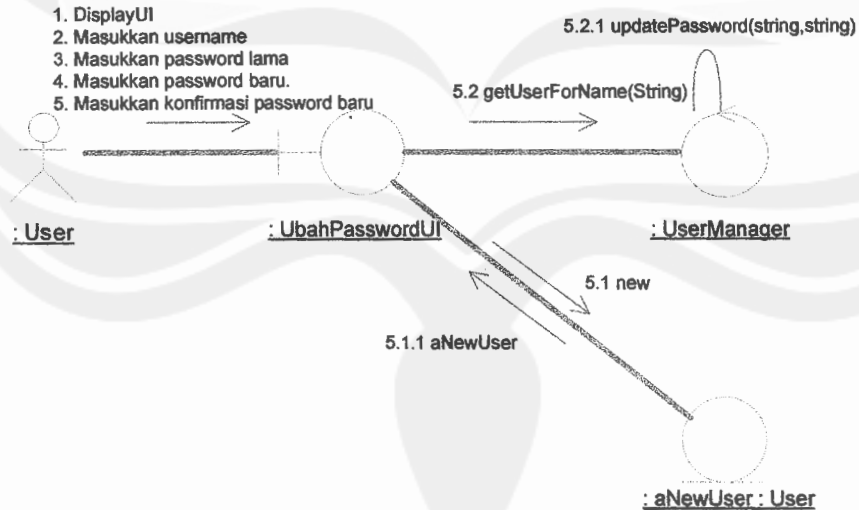 1. DisplayUI
2. Masukkan username
3. Masukkan password lama
4. Masukkan password baru.
5. Masukkan konfirmasi password baru
5.2.1 updatePassword(string,string)
5.2 getUserForName(String)
: User
: UbahPasswordUI
: UserManager
5.1 new
5.1.1 aNewUser
: aNewUser : User